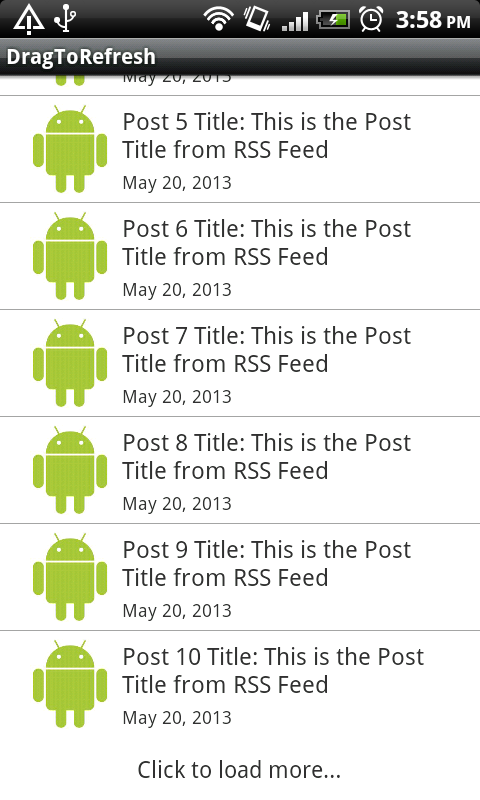 3:58 PM
DragToRefresh
May 20, 2013
Post 5 Title: This is the Post
Title from RSS Feed
May 20, 2013
Post 6 Title: This is the Post
Title from RSS Feed
May 20, 2013
Post 7 Title: This is the Post
Title from RSS Feed
May 20, 2013
Post 8 Title: This is the Post
Title from RSS Feed
May 20, 2013
Post 9 Title: This is the Post
Title from RSS Feed
May 20, 2013
Post 10 Title: This is the Post
Title from RSS Feed
May 20, 2013
Click to load more...